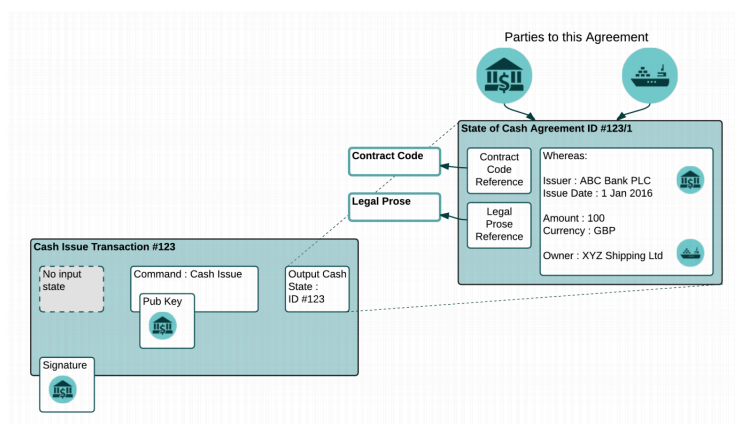 Parties to this Agreement
State of Cash Agreement ID #123/1
Contract Code
Contract
Code
Reference
Whereas:
Issuer : ABC Bank PLC
Issue Date : 1 Jan 2016
Amount : 100
Currency : GBP
Owner : XYZ Shipping Ltd
Legal Prose
Legal
Prose
Reference
Cash Issue Transaction #123
No input
state
Command : Cash Issue
Pub Key
Output Cash
State :
ID #123
Signature